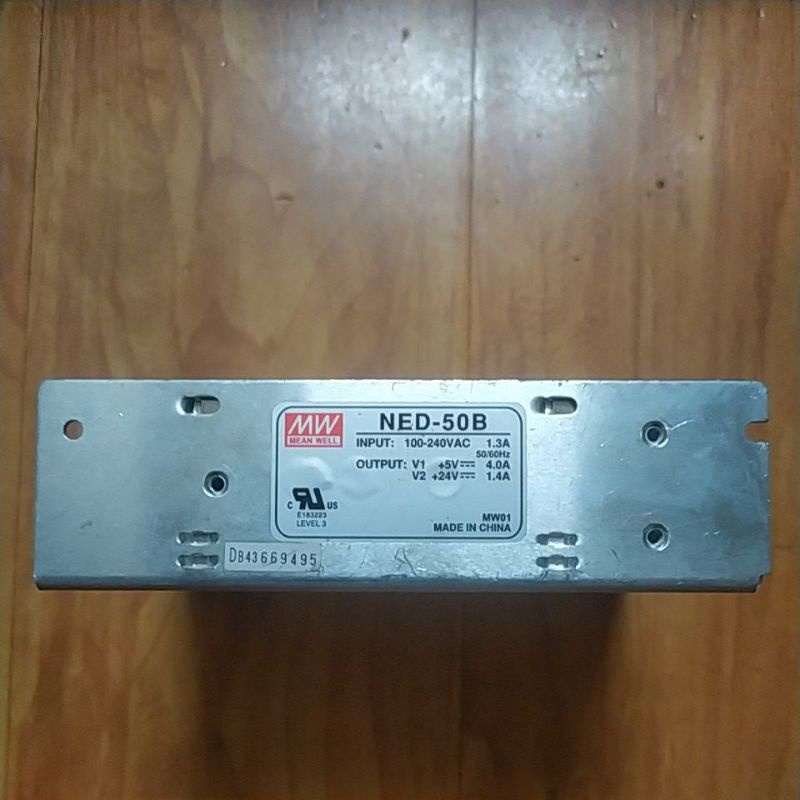 MW
MEAN WELL
NED-50B
INPUT: 100-240VAC 1.3A
50/60Hz
OUTPUT: V1 +5V⎓ 4.0A
V2 +24V⎓ 1.4A
C RU US
E183223
LEVEL 3
MW01
MADE IN CHINA
DB43669495